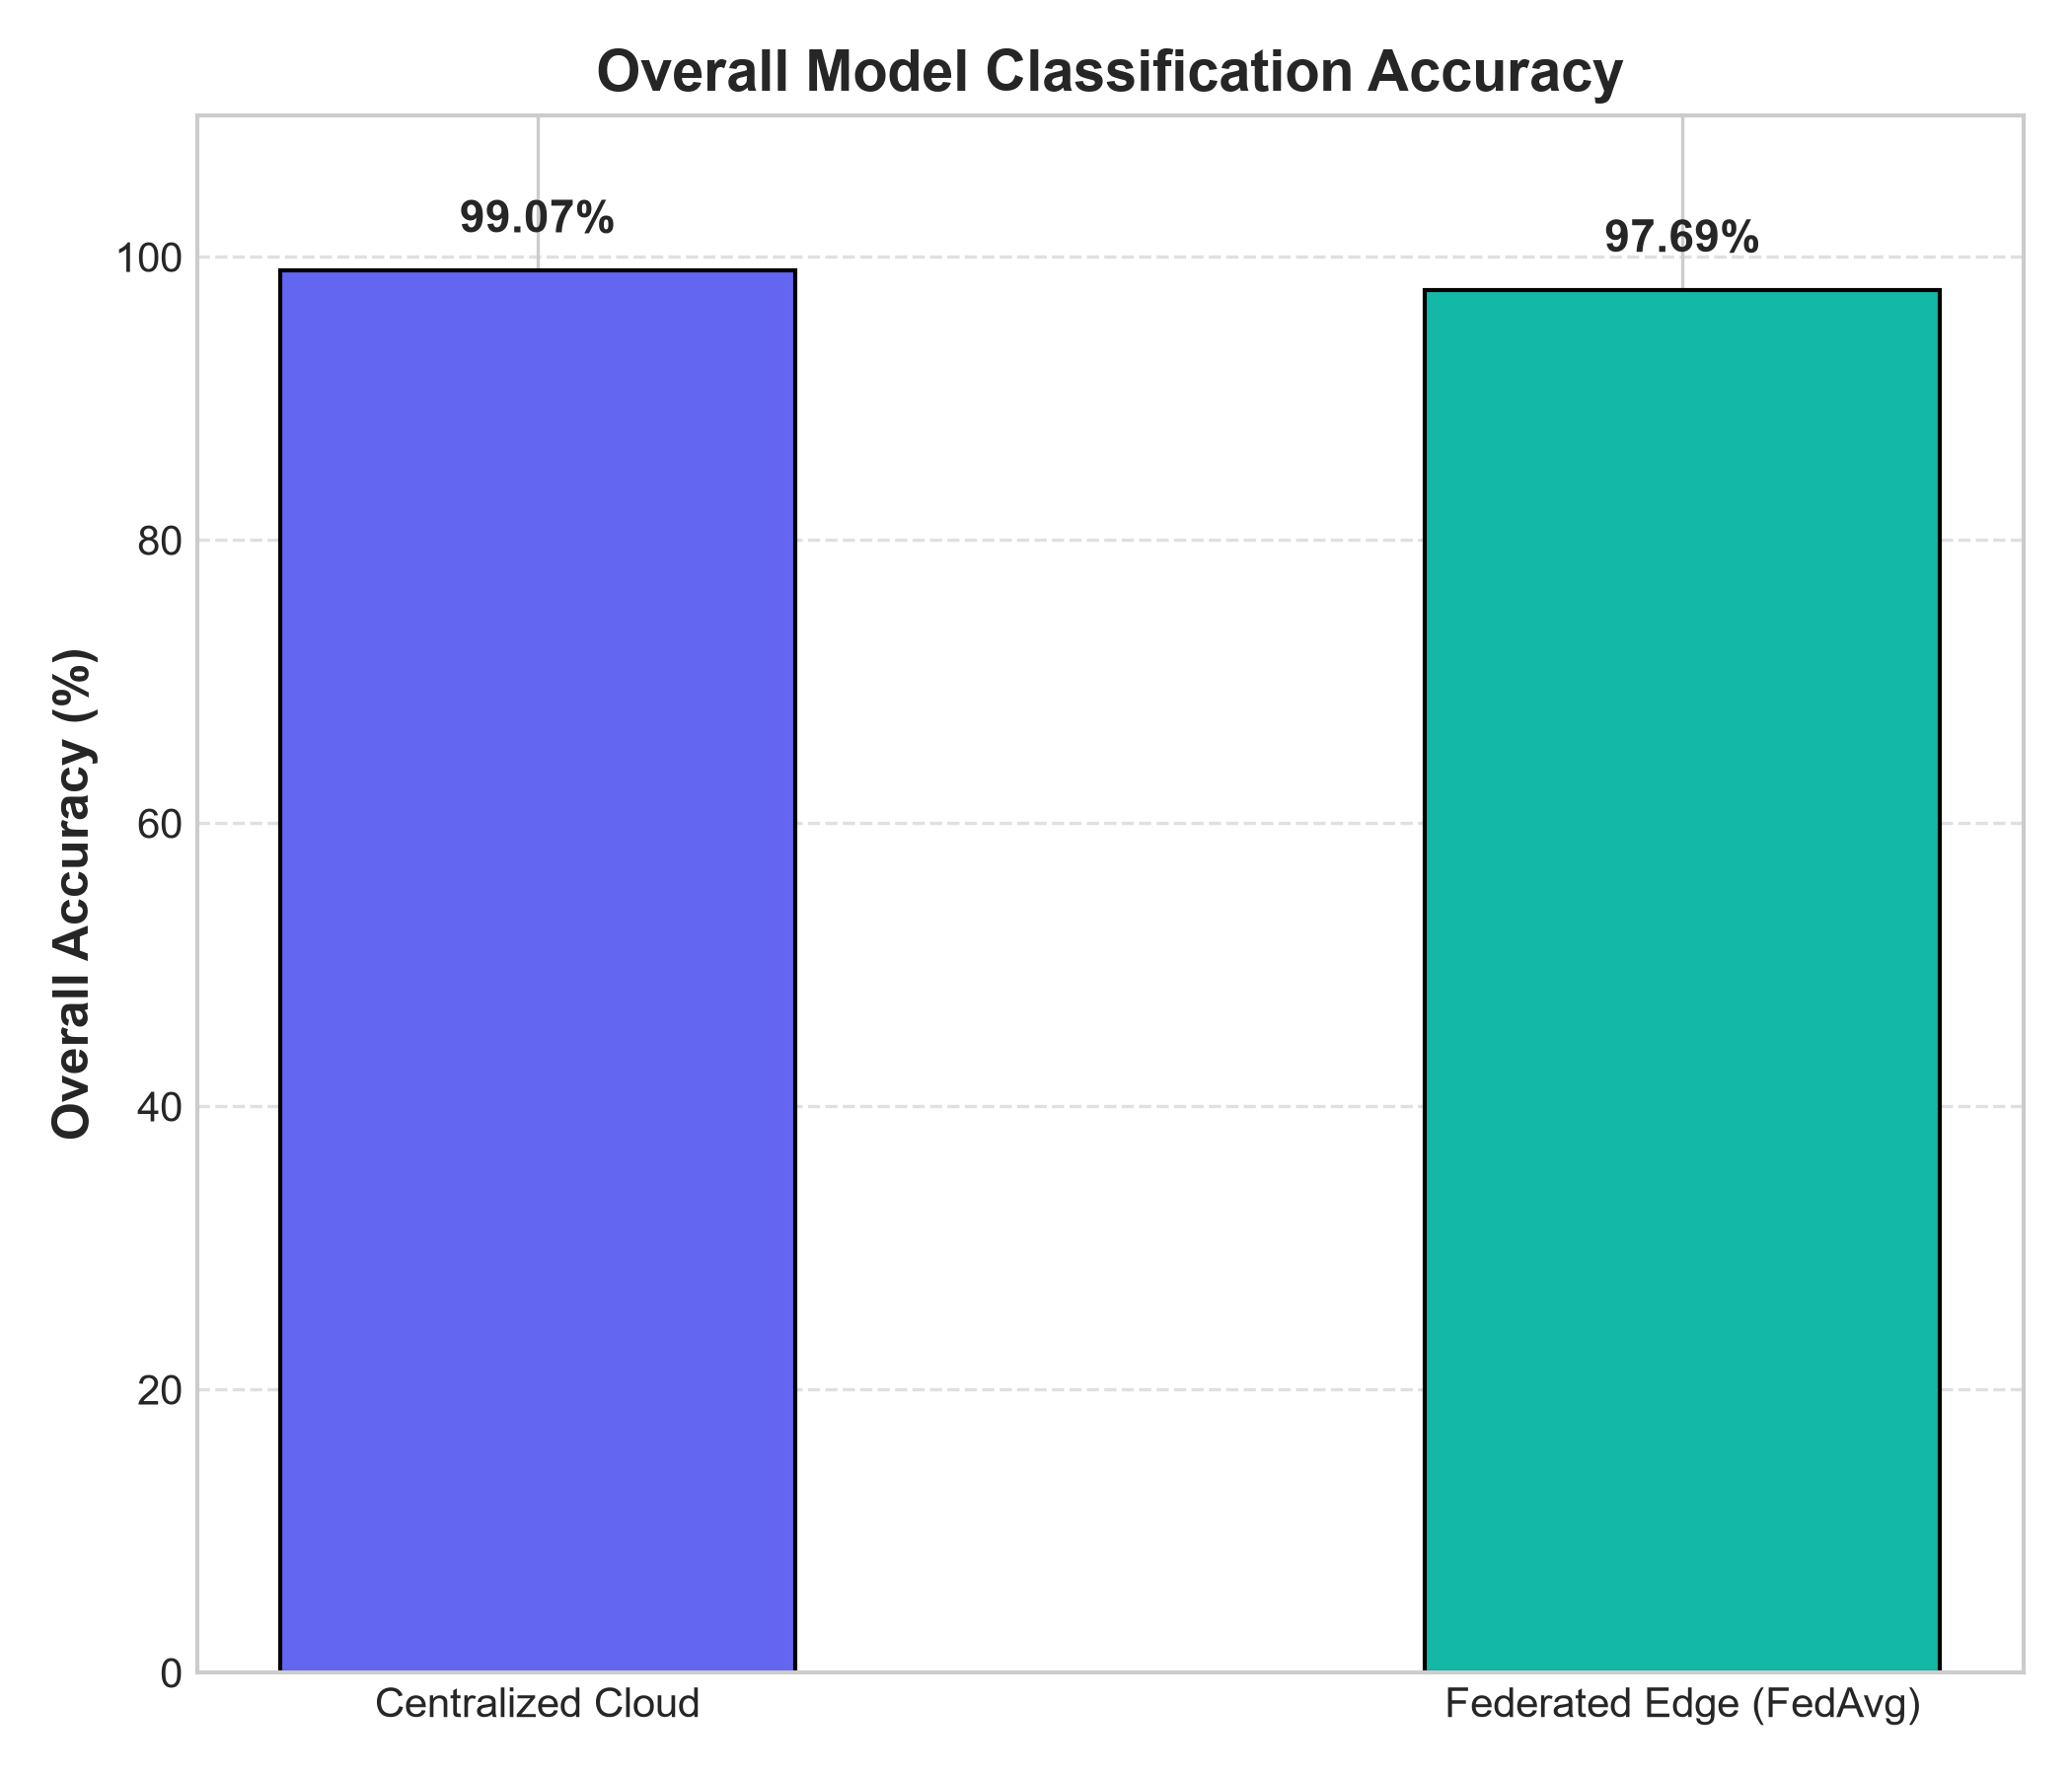 Overall Model Classification Accuracy
99.07%
97.69%
100
80
60
40
20
0
Overall Accuracy (%)
Centralized Cloud
Federated Edge (FedAvg)